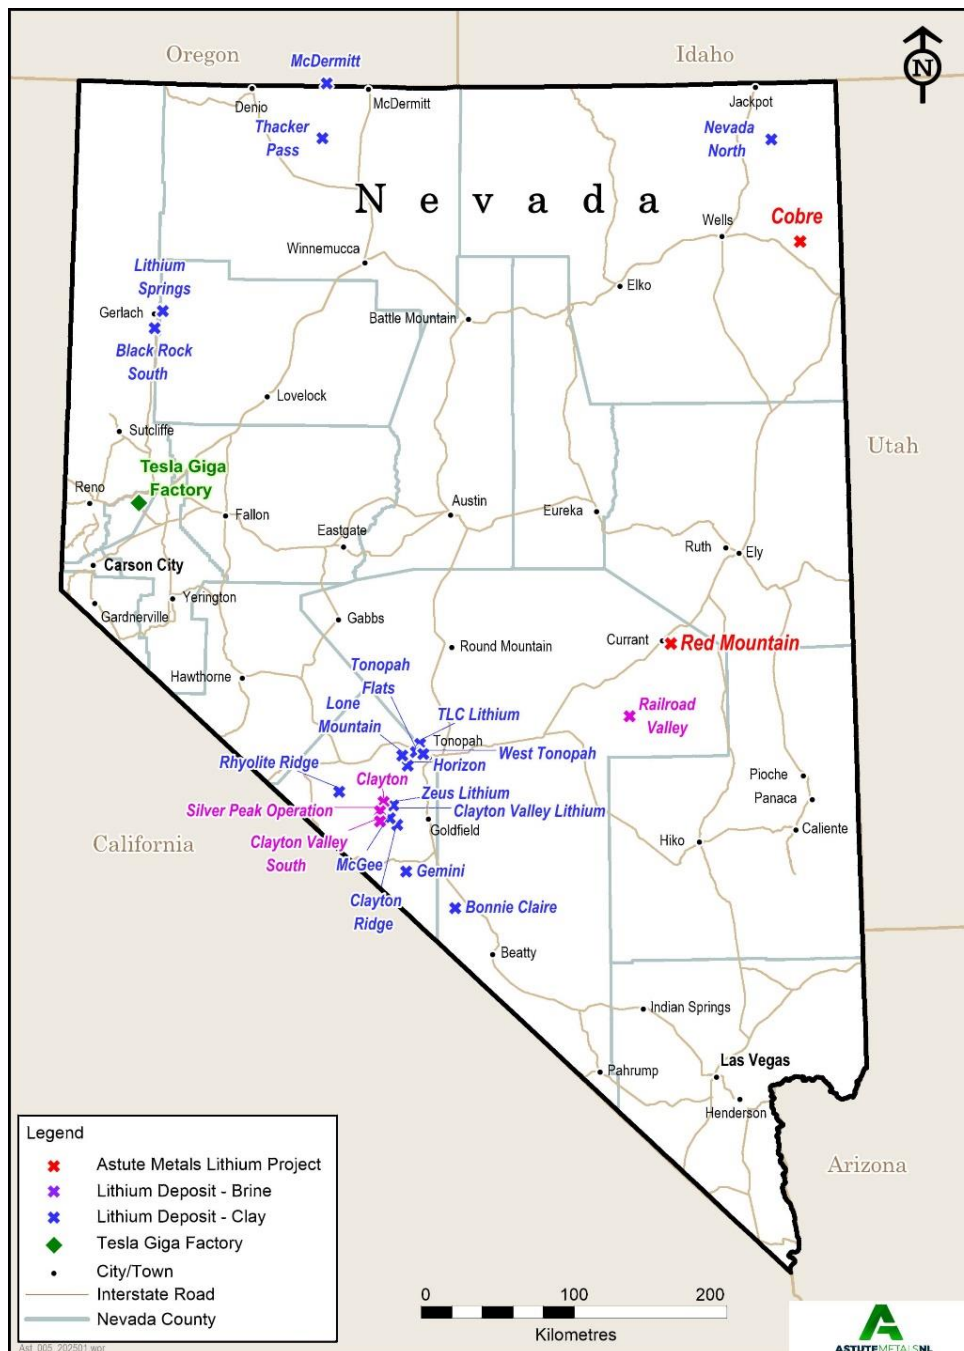 Oregon
Idaho
McDermitt
N
Denio
McDermitt
Jackpot
Thacker
Pass
Nevada
North
Nevada
Cobre
Wells
Winnemucca
Lithium
Springs
Elko
Gerlach
Battle Mountain
Black Rock
South
Lovelock
Sutcliffe
Utah
Tesla Giga
Factory
Reno
Fallon
Austin
Eureka
Eastgate
Ruth
Ely
Carson City
Yerington
Gardnerville
Gabbs
Round Mountain
Currant
Red Mountain
Tonopah
Flats
Hawthorne
Lone
Mountain
TLC Lithium
Railroad
Valley
Tonopah
West Tonopah
Rhyolite Ridge
Horizon
Clayton
Pioche
Zeus Lithium
Panaca
Silver Peak Operation
Clayton Valley Lithium
Goldfield
Caliente
California
Clayton Valley
South
Hiko
McGee
Gemini
Clayton
Ridge
Bonnie Claire
Beatty
Indian Springs
Las Vegas
Pahrump
Henderson
Arizona
Legend
Astute Metals Lithium Project
Lithium Deposit - Brine
Lithium Deposit - Clay
Tesla Giga Factory
City/Town
Interstate Road
Nevada County
0 100 200
Kilometres
ASTUTEMETALSNL
Ast_005_202501.wor